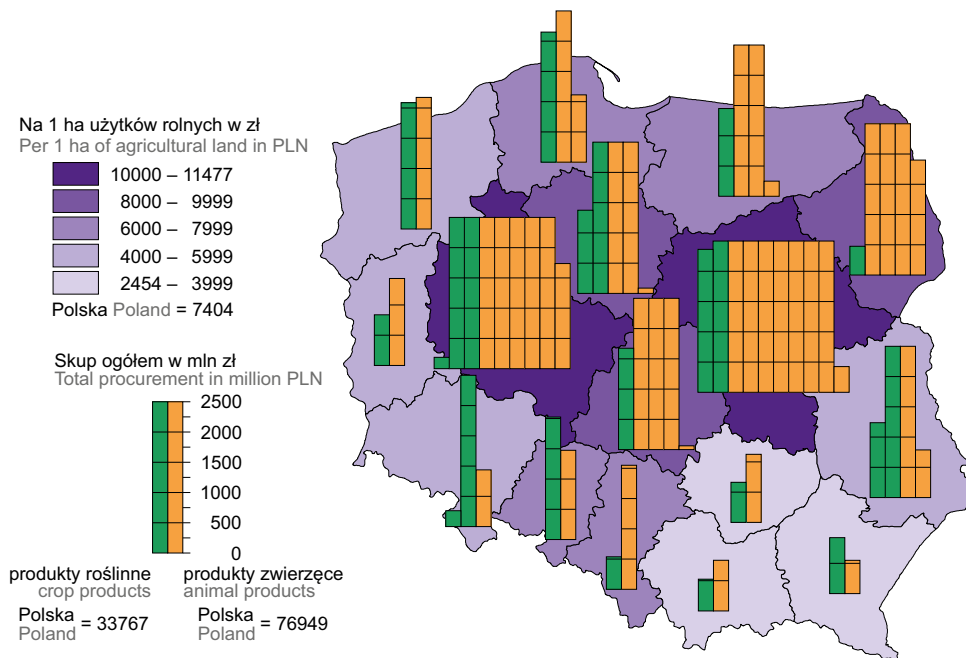 Na 1 ha użytków rolnych w zł
Per 1 ha of agricultural land in PLN
10000 – 11477
8000 – 9999
6000 – 7999
4000 – 5999
2454 – 3999
Polska Poland = 7404
Skup ogółem w mln zł
Total procurement in million PLN
2500
2000
1500
1000
500
0
produkty roślinne
crop products
Polska
Poland = 33767
produkty zwierzęce
animal products
Polska
Poland = 76949